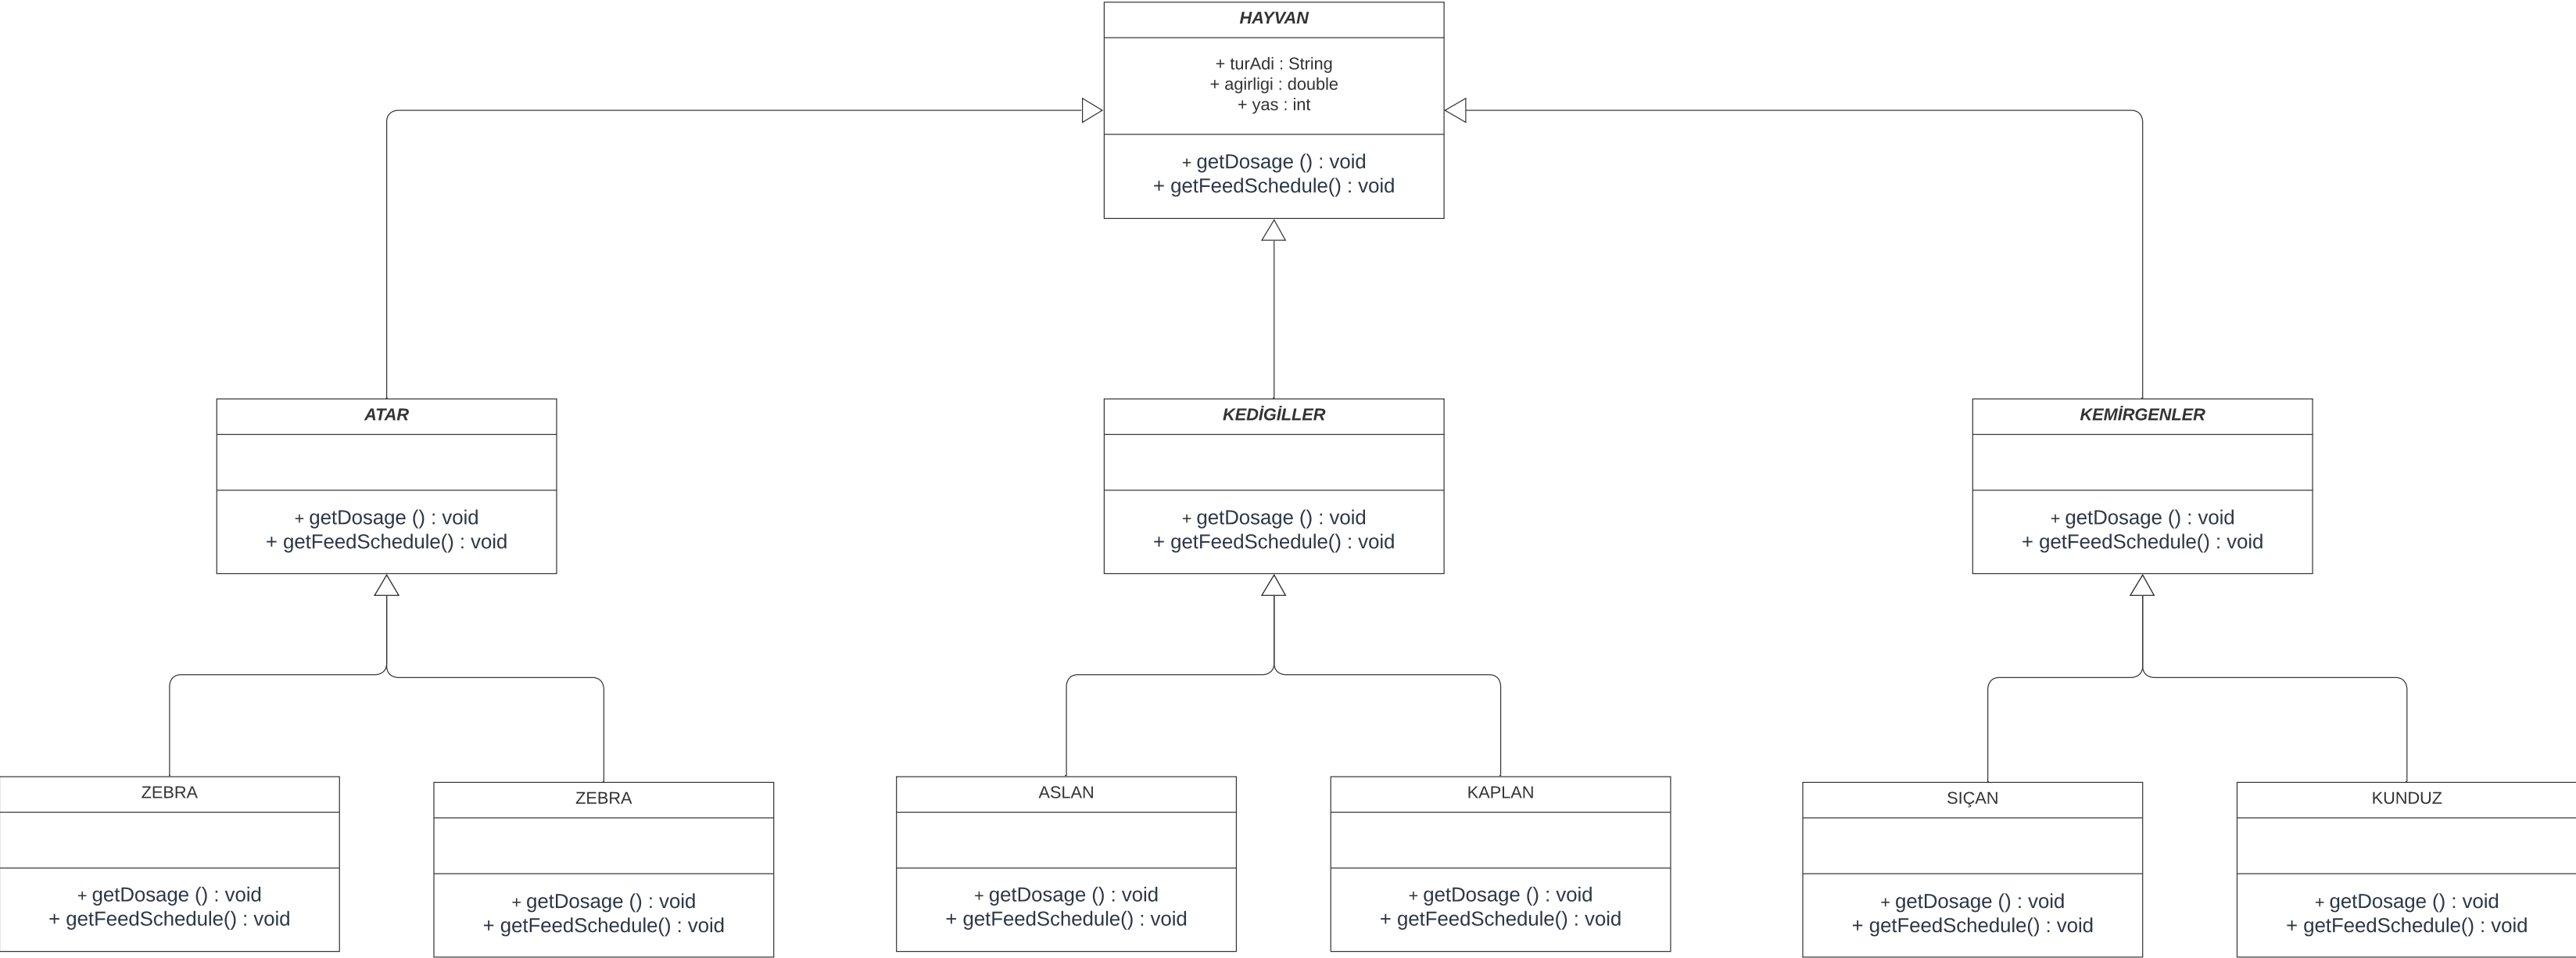 HAYVAN
+ turAdi : String
+ agirligi : double
+ yas : int
+ getDosage () : void
+ getFeedSchedule() : void
ATAR
+ getDosage () : void
+ getFeedSchedule() : void
KEDİGİLLER
+ getDosage () : void
+ getFeedSchedule() : void
KEMİRGENLER
+ getDosage () : void
+ getFeedSchedule() : void
ZEBRA
+ getDosage () : void
+ getFeedSchedule() : void
ZEBRA
+ getDosage () : void
+ getFeedSchedule() : void
ASLAN
+ getDosage () : void
+ getFeedSchedule() : void
KAPLAN
+ getDosage () : void
+ getFeedSchedule() : void
SIÇAN
+ getDosage () : void
+ getFeedSchedule() : void
KUNDUZ
+ getDosage () : void
+ getFeedSchedule() : void